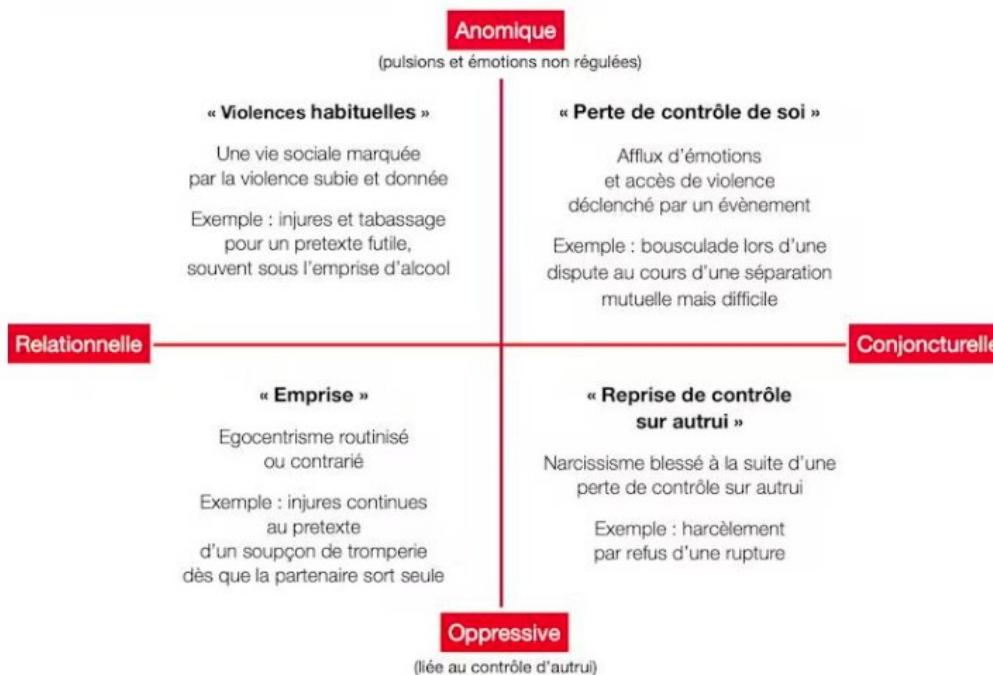 Anomique
(pulsions et émotions non régulées)
« Violences habituelles »
Une vie sociale marquée
par la violence subie et donnée
Exemple : injures et tabassage
pour un pretexte futile,
souvent sous l'emprise d'alcool
« Perte de contrôle de soi »
Afflux d'émotions
et accès de violence
déclenché par un évènement
Exemple : bousculade lors d'une
dispute au cours d'une séparation
mutuelle mais difficile
Relationnelle
Conjoncturelle
« Emprise »
Egocentrisme routinisé
ou contrarié
Exemple : injures continues
au pretexte
d'un soupçon de tromperie
dès que la partenaire sort seule
« Reprise de contrôle
sur autrui »
Narcissisme blessé à la suite d'une
perte de contrôle sur autrui
Exemple : harcèlement
par refus d'une rupture
Oppressive
(liée au contrôle d'autrui)